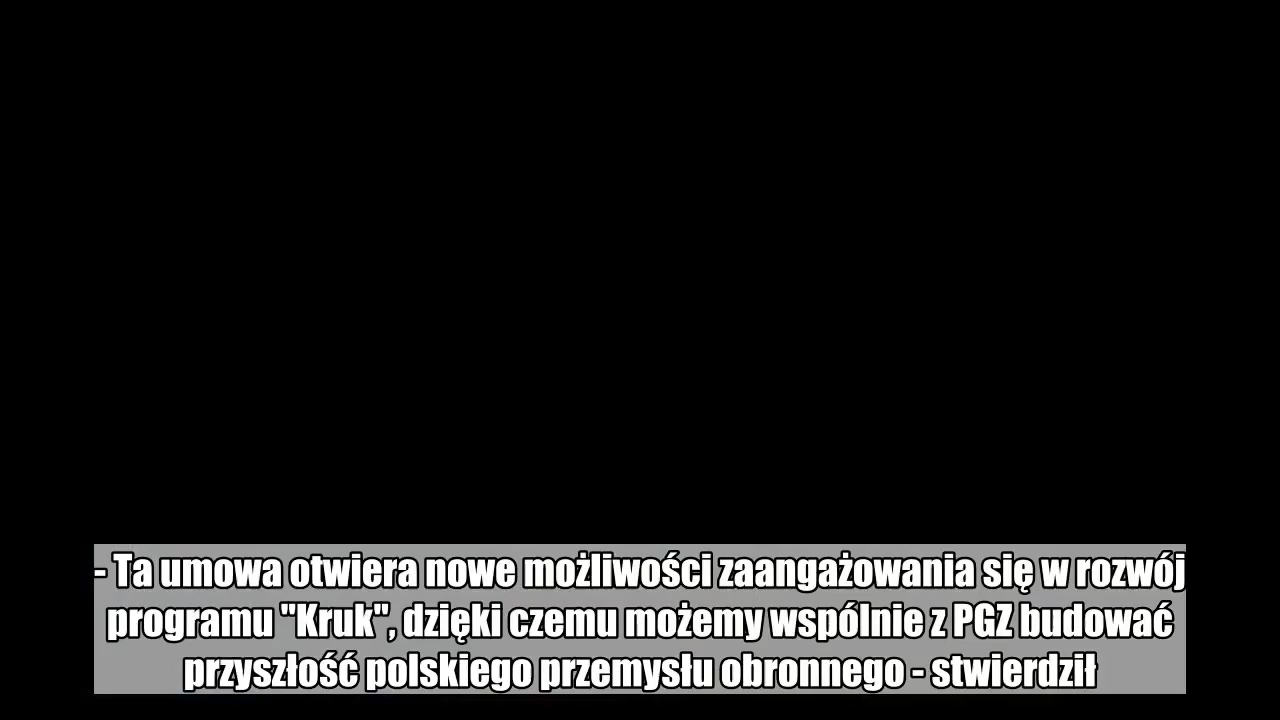 - Ta umowa otwiera nowe możliwości zaangażowania się w rozwój
programu "Kruk", dzięki czemu możemy wspólnie z PGZ budować
przyszłość polskiego przemysłu obronnego - stwierdził